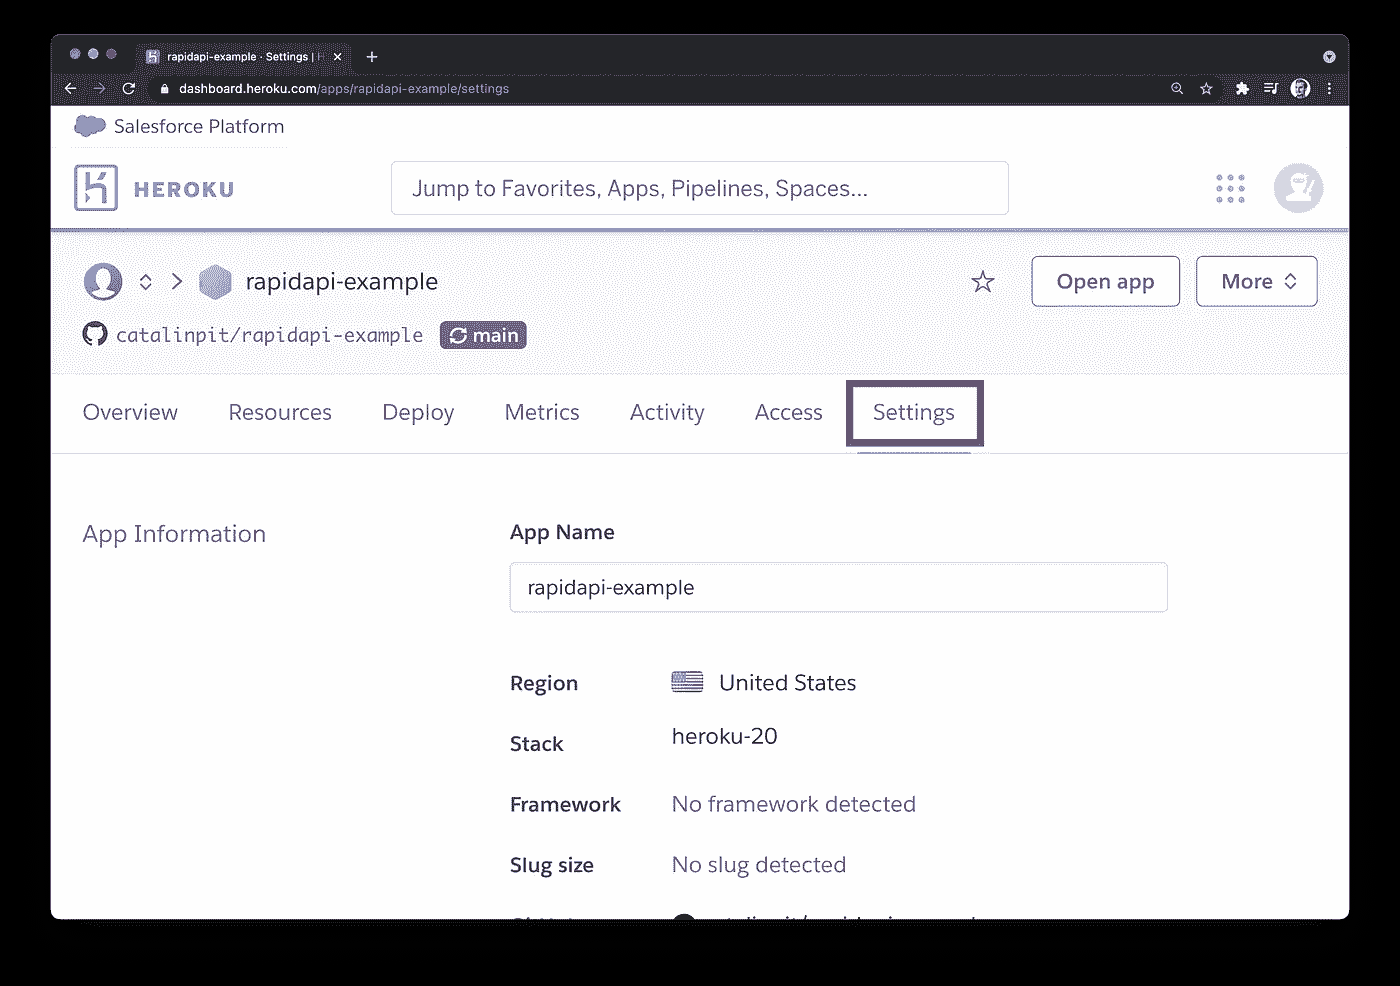 rapidapi-example · Settings | H
dashboard.heroku.com/apps/rapidapi-example/settings
Salesforce Platform
HEROKU
Jump to Favorites, Apps, Pipelines, Spaces...
rapidapi-example
Open app
More
catalinpit/rapidapi-example
main
Overview Resources Deploy Metrics Activity Access Settings
App Information
App Name
rapidapi-example
Region United States
Stack heroku-20
Framework No framework detected
Slug size No slug detected